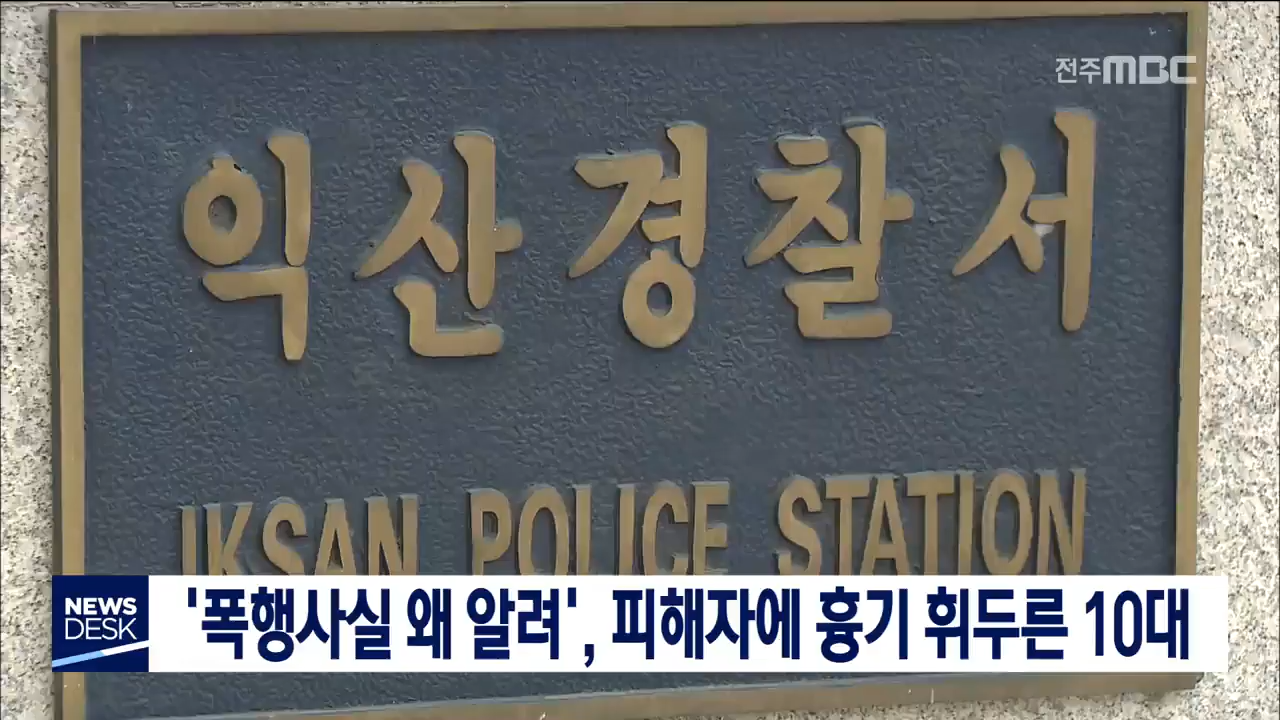 전주MBC
익산경찰서
IKSAN POLICE STATION
NEWS
DESK
'폭행사실 왜 알려', 피해자에 흉기 휘두른 10대